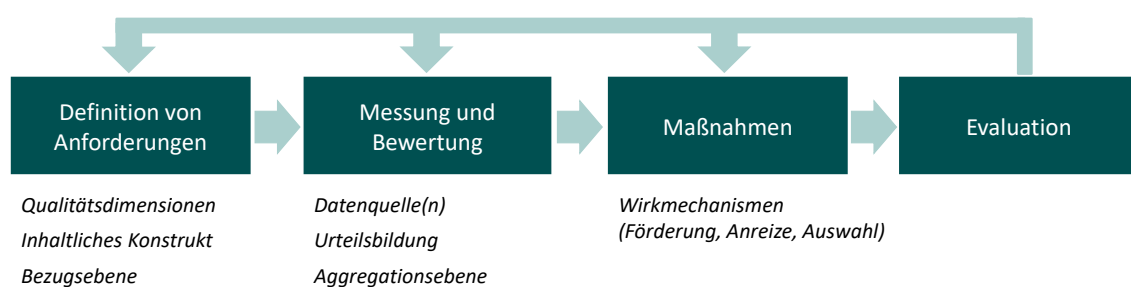 Definition von
Anforderungen
Messung und
Bewertung
Maßnahmen
Evaluation
Qualitätsdimensionen
Inhaltliches Konstrukt
Bezugsebene
Datenquelle(n)
Urteilsbildung
Aggregationsebene
Wirkmechanismen
(Förderung, Anreize, Auswahl)